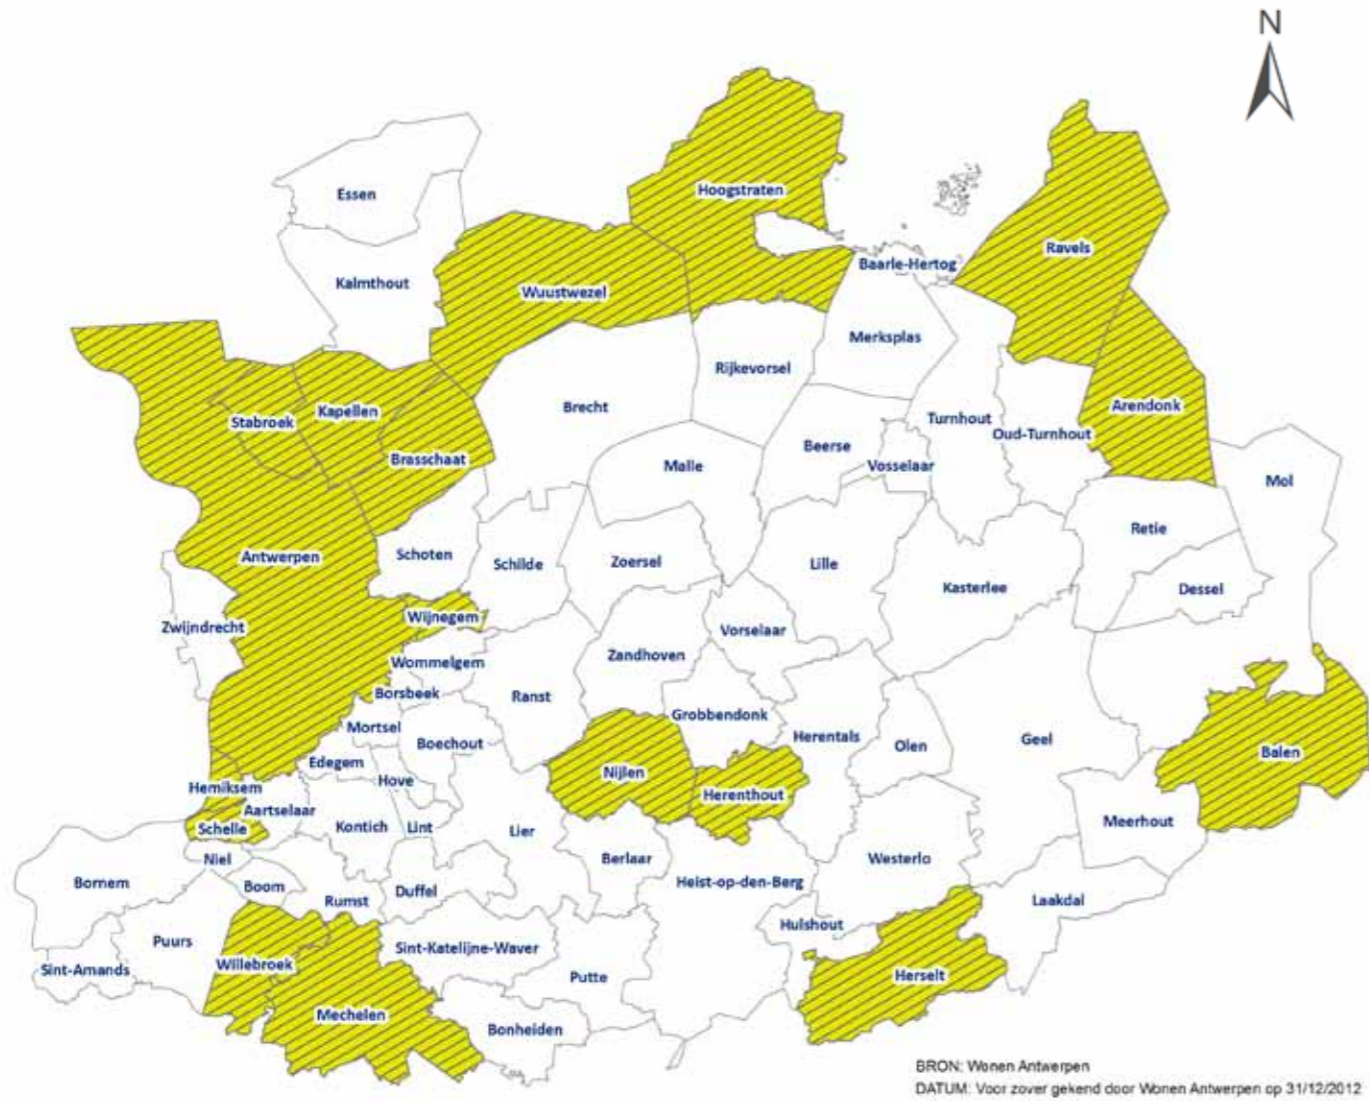 N
Essen
Hoogstraten
Ravels
Baarle-Hertog
Kalmthout
Wuustwezel
Merksplas
Rijkevorsel
Brecht
Kapellen
Stabroek
Arendonk
Turnhout
Oud-Turnhout
Beerse
Vosselaar
Brasschaat
Malle
Mol
Retie
Antwerpen
Schoten
Schilde
Zoersel
Lille
Kasterlee
Dessel
Wijnegem
Zwijndrecht
Vorselaar
Zandhoven
Wommelgem
Borsbeek
Ranst
Grobbendonk
Mortsel
Boechout
Herentals
Olen
Geel
Balen
Edegem
Hove
Nijlen
Hemiksem
Herenthout
Aartselaar
Schelle
Kontich
Lint
Lier
Meerhout
Niel
Berlaar
Westerlo
Bornem
Boom
Duffel
Heist-op-den-Berg
Rumst
Laakdal
Hulshout
Puurs
Sint-Katelijne-Waver
Willebroek
Sint-Amands
Putte
Herselt
Mechelen
Bonheiden
BRON: Wonen Antwerpen
DATUM: Voor zover gekend door Wonen Antwerpen op 31/12/2012